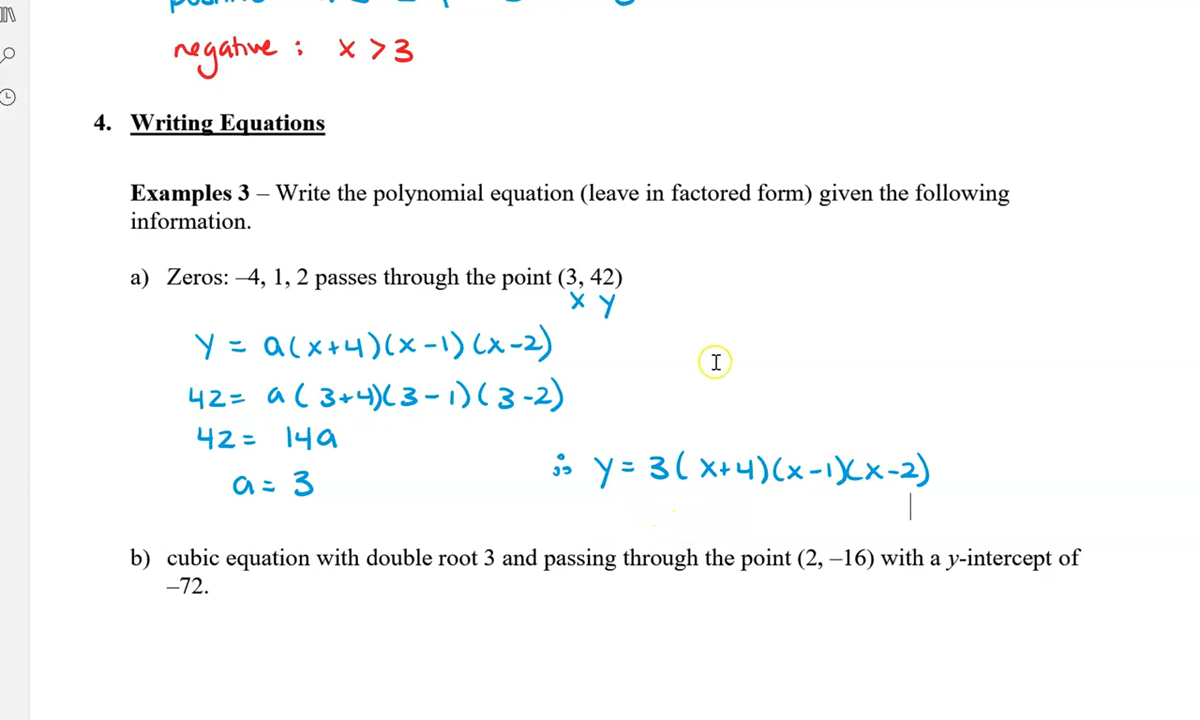 negative : x > 3
4. Writing Equations
Examples 3 – Write the polynomial equation (leave in factored form) given the following
information.
a) Zeros: –4, 1, 2 passes through the point (3, 42)
x y
y = a(x+4)(x-1)(x-2)
42= a(3+4)(3-1)(3-2)
42= 14a
a= 3
y= 3(x+4)(x-1)(x-2)
b) cubic equation with double root 3 and passing through the point (2, –16) with a y-intercept of
–72.